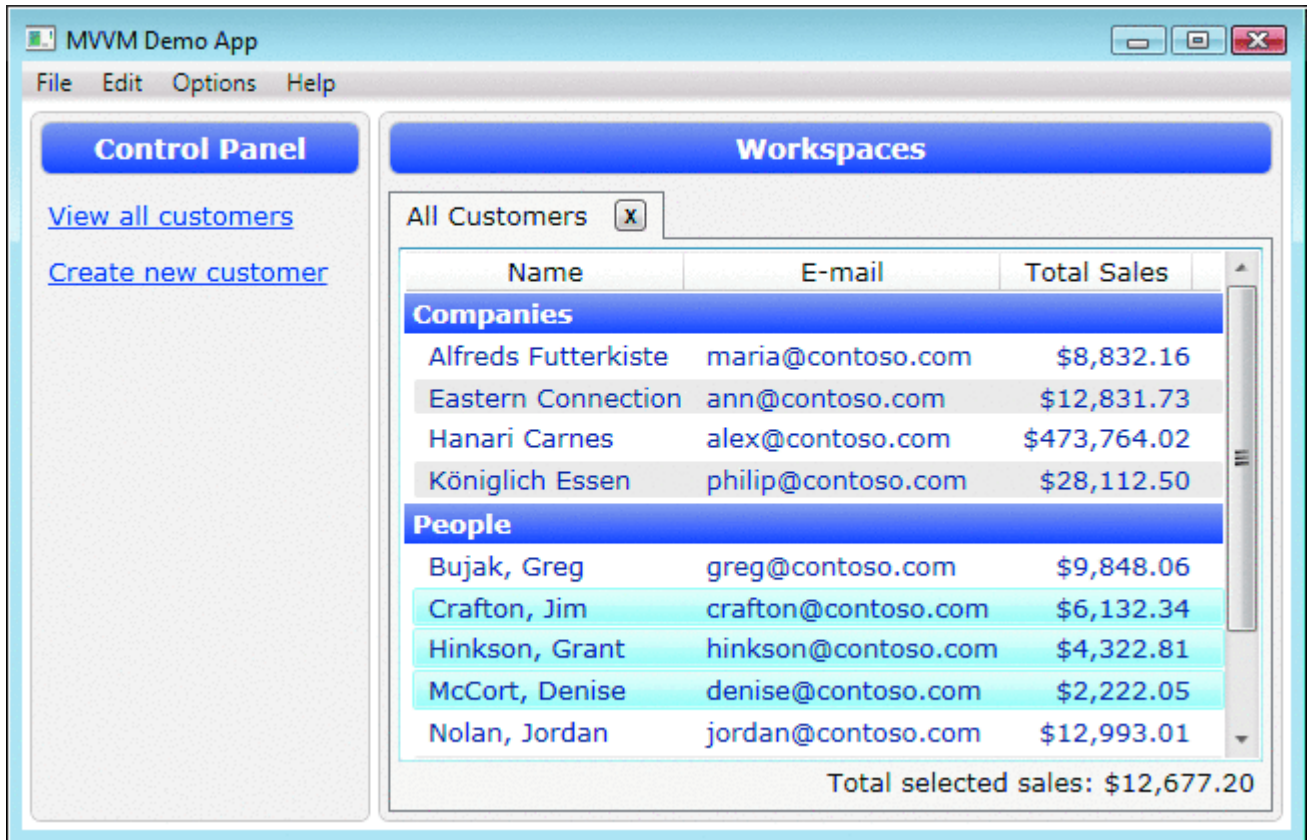 MVVM Demo App
File Edit Options Help
Control Panel
View all customers
Create new customer
Workspaces
All Customers X
Name E-mail Total Sales
Companies
Alfreds Futterkiste maria@contoso.com $8,832.16
Eastern Connection ann@contoso.com $12,831.73
Hanari Carnes alex@contoso.com $473,764.02
Königlich Essen philip@contoso.com $28,112.50
People
Bujak, Greg greg@contoso.com $9,848.06
Crafton, Jim crafton@contoso.com $6,132.34
Hinkson, Grant hinkson@contoso.com $4,322.81
McCort, Denise denise@contoso.com $2,222.05
Nolan, Jordan jordan@contoso.com $12,993.01
Total selected sales: $12,677.20